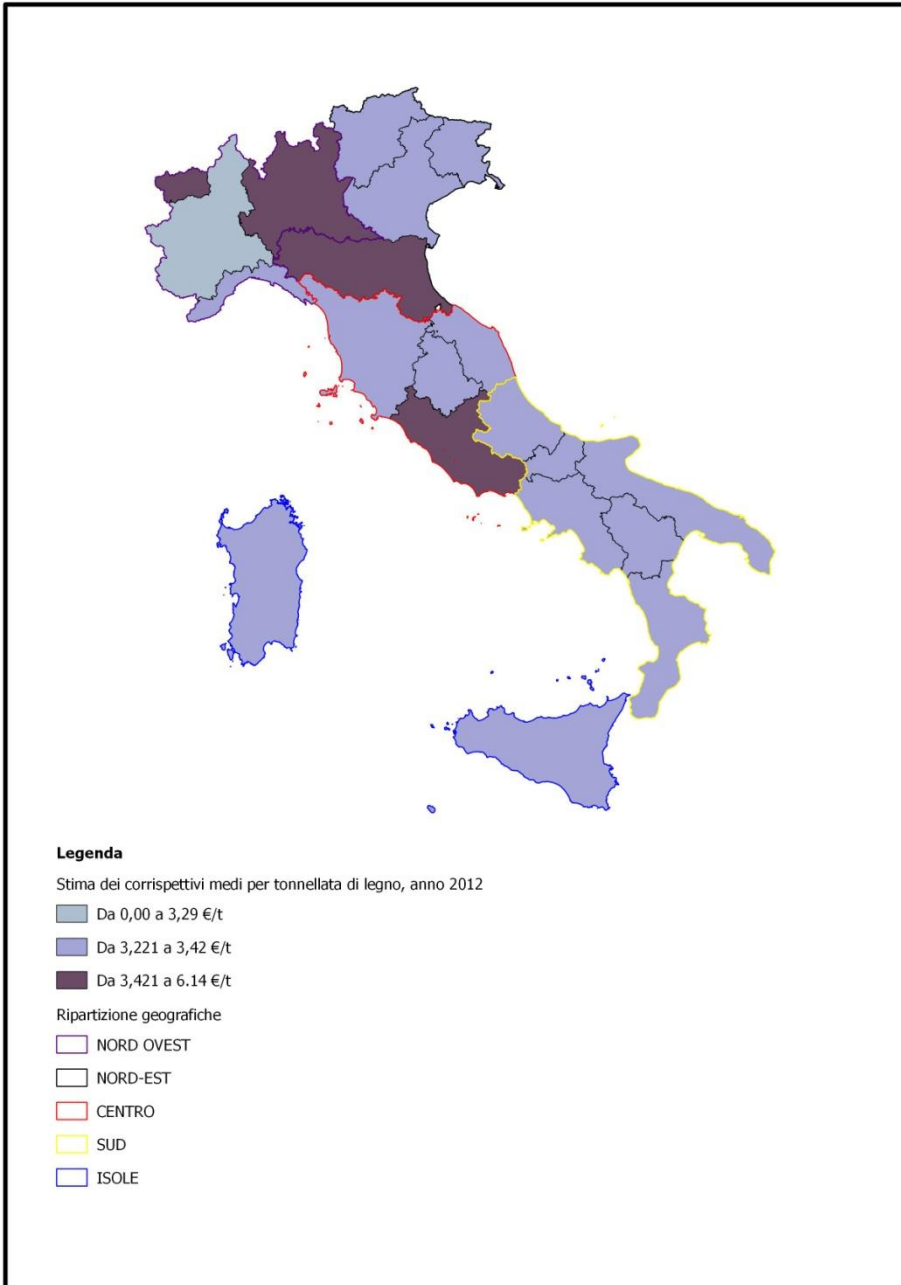 Legenda
Stima dei corrispettivi medi per tonnellata di legno, anno 2012
Da 0,00 a 3,29 €/t
Da 3,221 a 3,42 €/t
Da 3,421 a 6.14 €/t
Ripartizione geografiche
NORD OVEST
NORD-EST
CENTRO
SUD
ISOLE